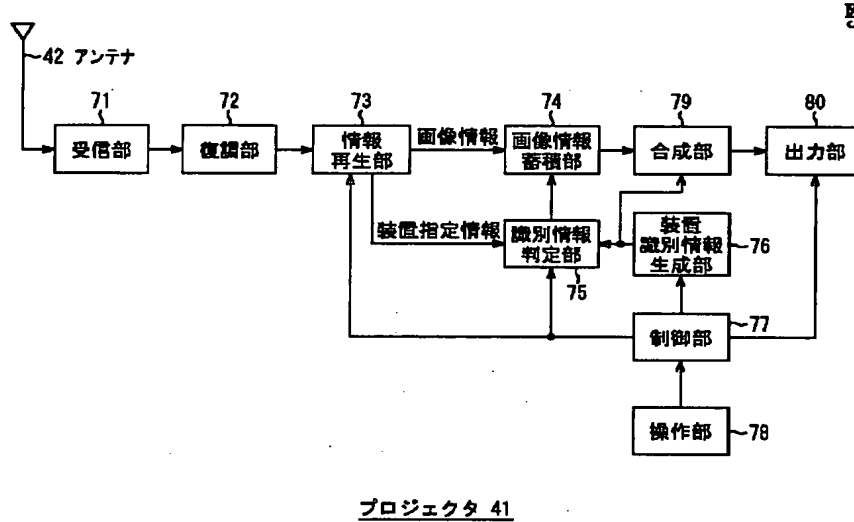 42 アンテナ
71
72
73
74
79
80
受信部
復調部
情報
再生部
画像情報
画像情報
蓄積部
合成部
出力部
装置指定情報
識別情報
判定部
75
装置
識別情報
生成部
76
制御部
77
操作部
78
プロジェクタ 41